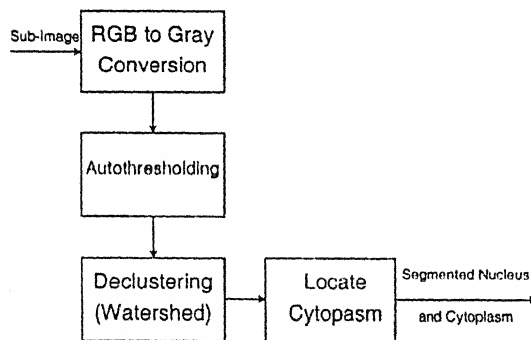 Sub-Image
RGB to Gray
Conversion
Autothresholding
Declustering
(Watershed)
Locate
Cytopasm
Segmented Nucleus
and Cytoplasm